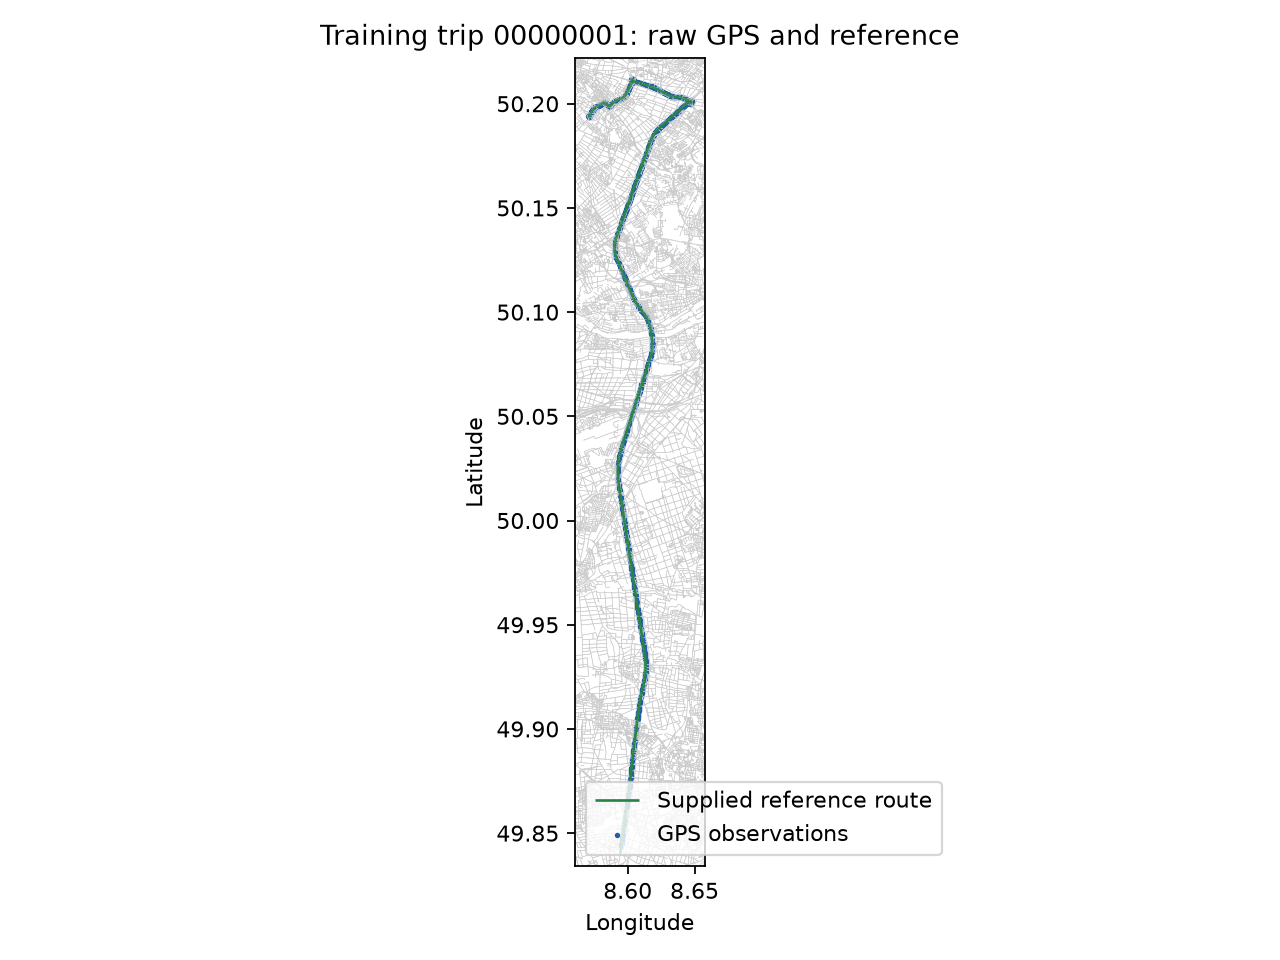 Training trip 00000001: raw GPS and reference
50.20
50.15
50.10
50.05
50.00
49.95
49.90
49.85
Latitude
Supplied reference route
GPS observations
8.60 8.65
Longitude